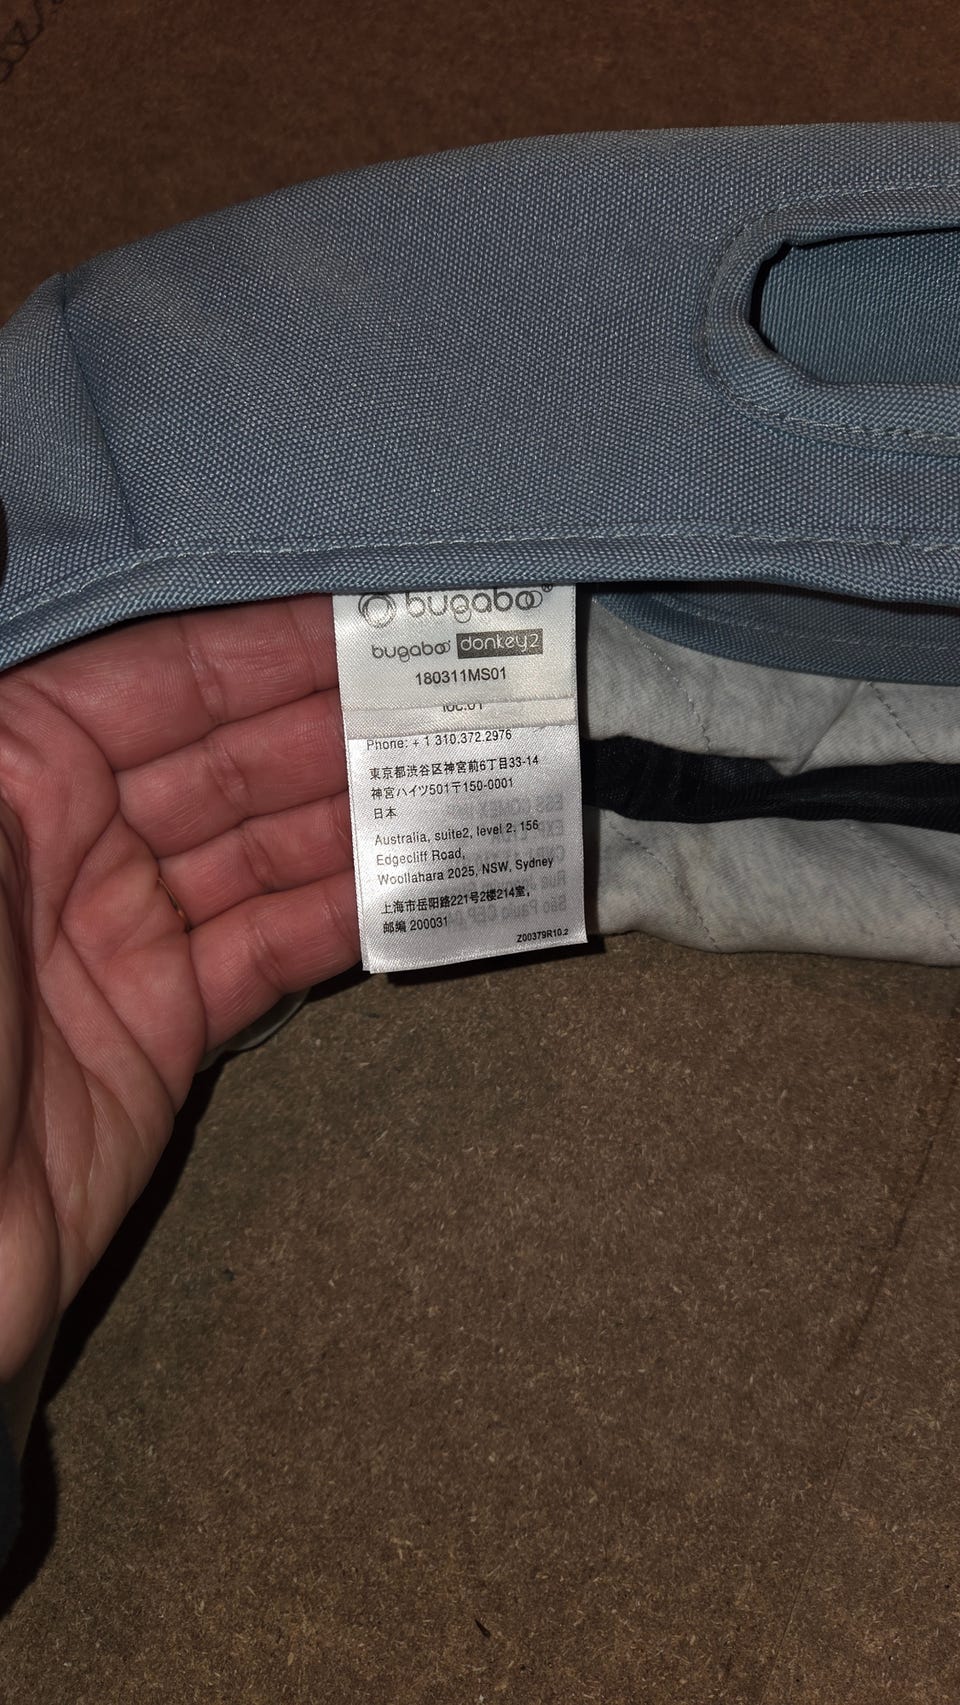 bugaboo®
bugaboo donkey2
180311MS01
Phone: + 1 310.372.2976
東京都渋谷区神宮前6丁目33-14
神宮ハイツ501〒150-0001
日本
Australia, suite2, level 2, 156
Edgecliff Road,
Woollahara 2025, NSW, Sydney
上海市岳阳路221号2楼214室,
邮编 200031
Z00379R10.2